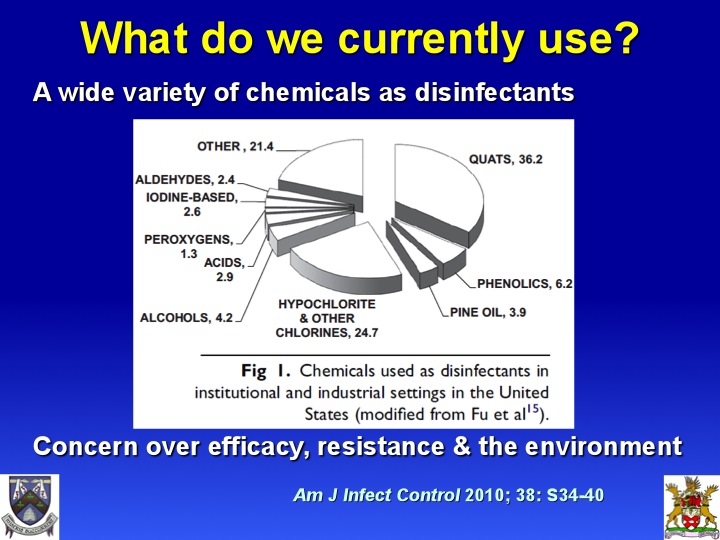 What do we currently use?
A wide variety of chemicals as disinfectants
OTHER , 21.4
QUATS, 36.2
ALDEHYDES, 2.4
IODINE-BASED,
2.6
PEROXYGENS,
1.3
ACIDS,
2.9
ALCOHOLS, 4.2
HYPOCHLORITE
& OTHER
CHLORINES, 24.7
PINE OIL, 3.9
PHENOLICS, 6.2
Fig 1. Chemicals used as disinfectants in
institutional and industrial settings in the United
States (modified from Fu et al15).
Concern over efficacy, resistance & the environment
Am J Infect Control 2010; 38: S34-40